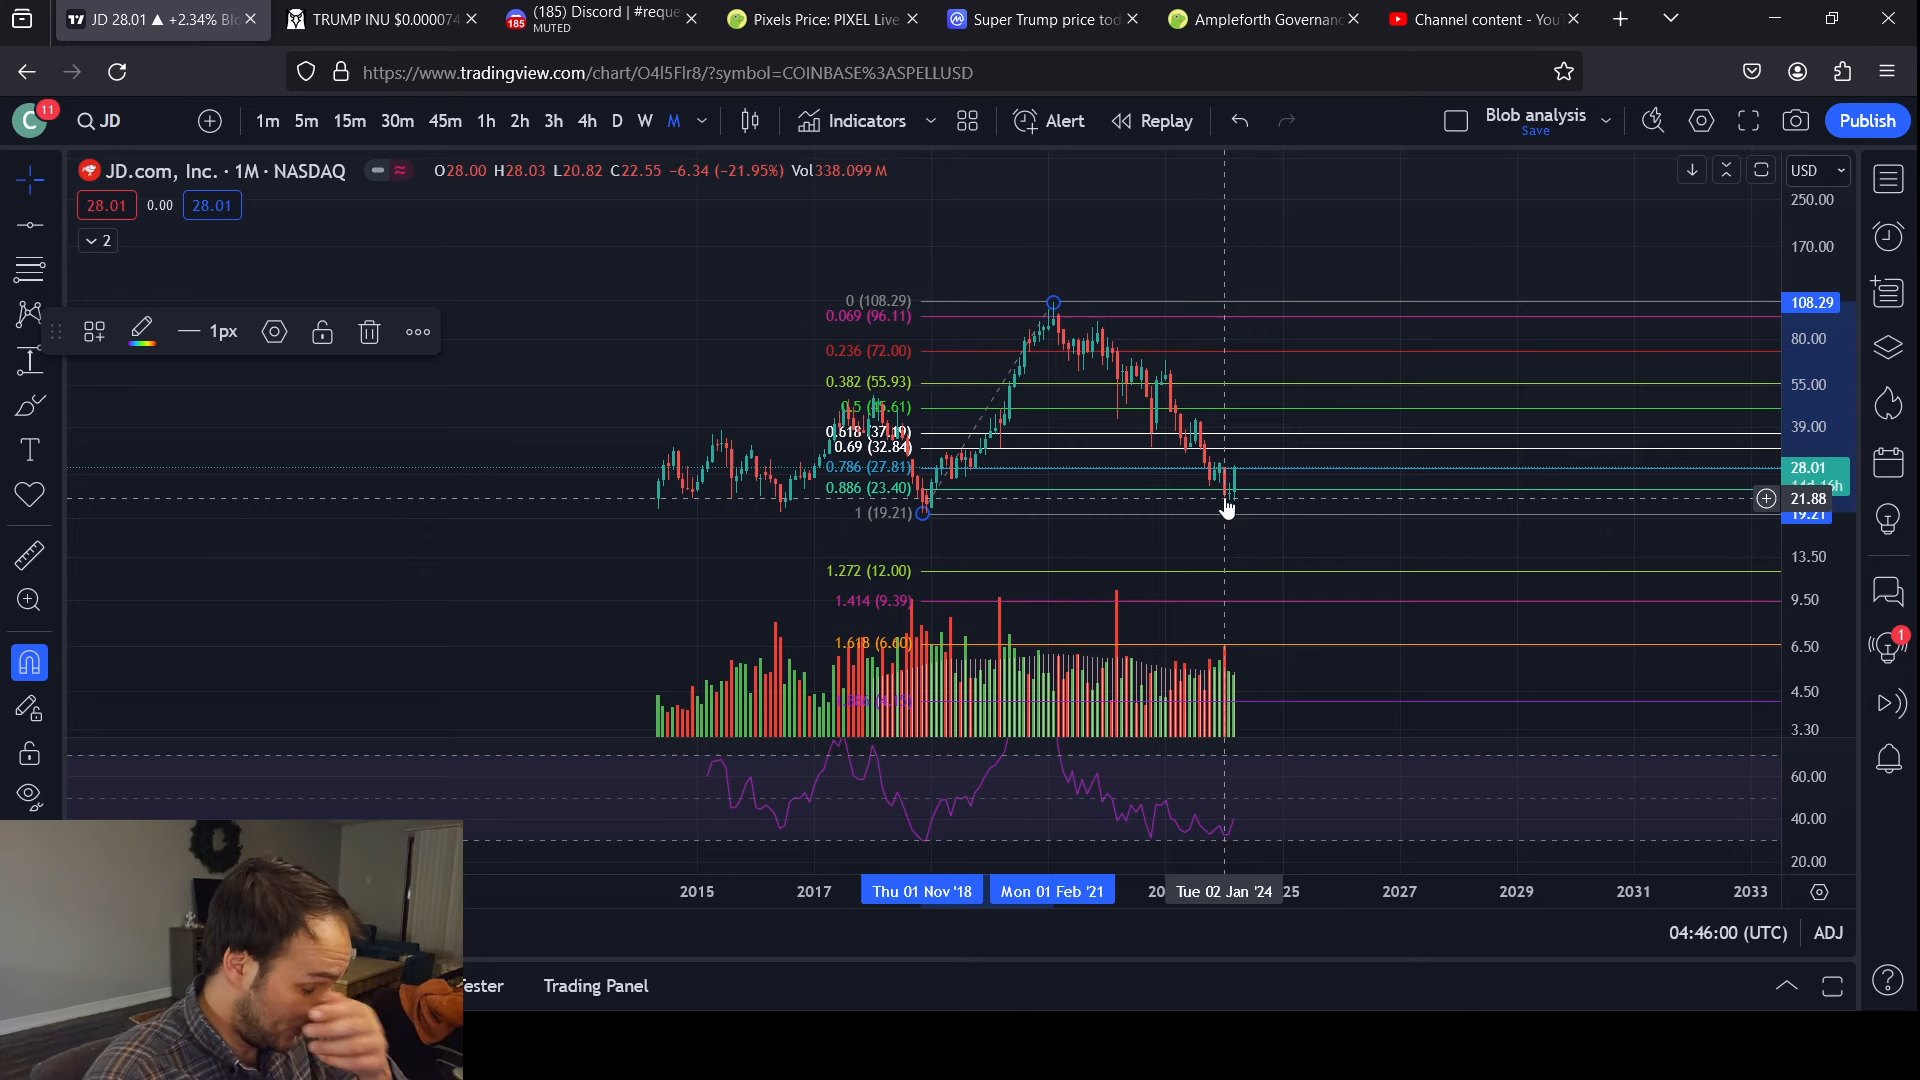 JD 28.01 ▲ +2.34% Blo
TRUMP INU $0.000074
(185) Discord | #reque
MUTED
185
Pixels Price: PIXEL Live
Super Trump price tod
Ampleforth Governanc
Channel content - YouT
https://www.tradingview.com/chart/O4l5Flr8/?symbol=COINBASE%3ASPELLUSD
C
11
JD
1m 5m 15m 30m 45m 1h 2h 3h 4h D W M
Indicators
Alert
Replay
Blob analysis
Save
Publish
JD.com, Inc. · 1M · NASDAQ
O28.00 H28.03 L20.82 C22.55 −6.34 (−21.95%) Vol338.099 M
USD
28.01 0.00 28.01
2
1px
250.00
170.00
108.29
80.00
55.00
39.00
28.01
14d 16h
21.88
19.21
13.50
9.50
6.50
4.50
3.30
60.00
40.00
20.00
0 (108.29)
0.069 (96.11)
0.236 (72.00)
0.382 (55.93)
0.5 (45.61)
0.618 (37.19)
0.69 (32.84)
0.786 (27.81)
0.886 (23.40)
1 (19.21)
1.272 (12.00)
1.414 (9.39)
1.618 (6.60)
1
2015 2017 Thu 01 Nov '18 Mon 01 Feb '21 20 Tue 02 Jan '24 25 2027 2029 2031 2033
04:46:00 (UTC) ADJ
ester Trading Panel